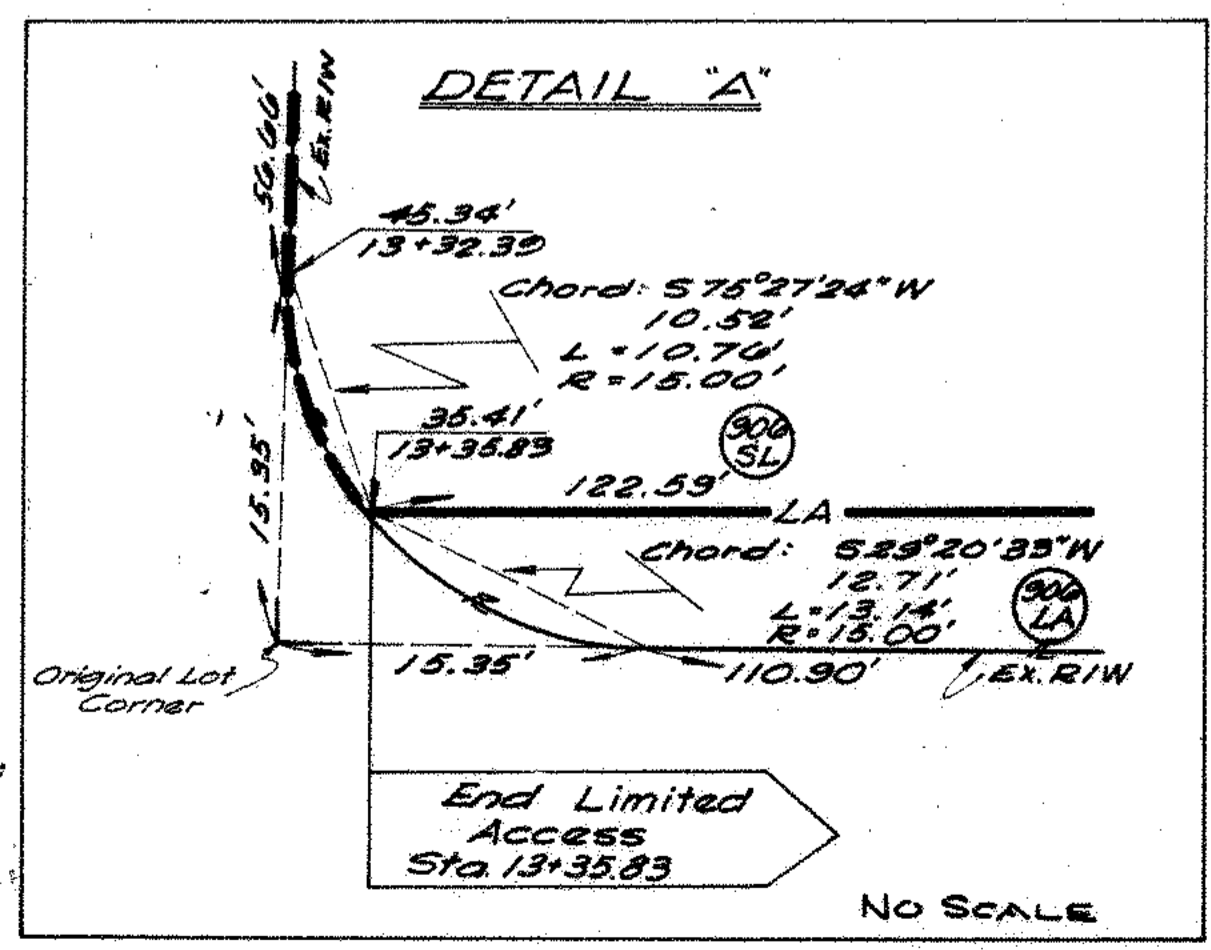 DETAIL "A"
56.66'
Ex. R/W
45.34'
13+32.39
Chord: S75°27'24"W
10.52'
L=10.76'
R=15.00'
35.41'
13+35.83
906
SL
122.59'
LA
15.35'
Chord: S29°20'39"W
12.71'
L=13.14'
R=15.00'
906
LA
15.35'
110.90'
Ex. R/W
Original Lot
Corner
End Limited
Access
Sta. 13+35.83
NO SCALE